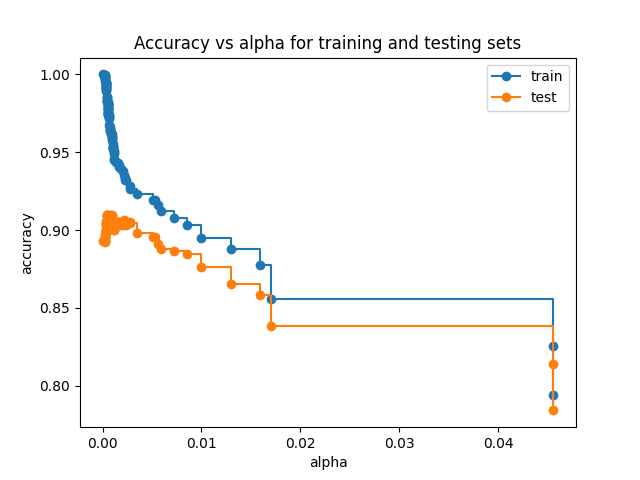 Accuracy vs alpha for training and testing sets
train
test
accuracy
1.00
0.95
0.90
0.85
0.80
0.00 0.01 0.02 0.03 0.04
alpha